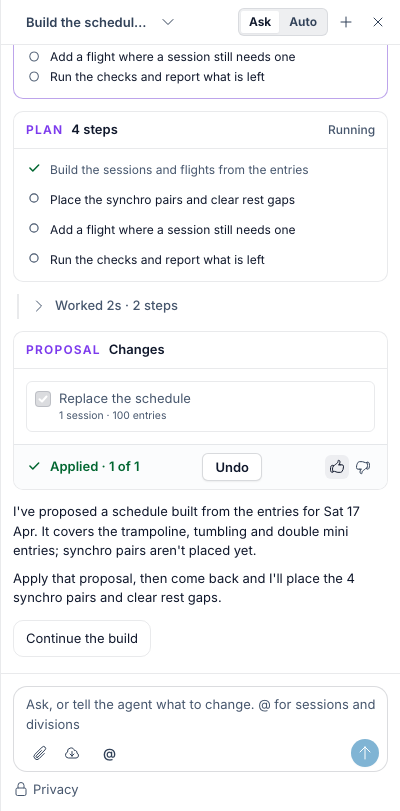 Build the schedul...
Ask
Auto
Add a flight where a session still needs one
Run the checks and report what is left
PLAN 4 steps
Running
Build the sessions and flights from the entries
Place the synchro pairs and clear rest gaps
Add a flight where a session still needs one
Run the checks and report what is left
Worked 2s · 2 steps
PROPOSAL Changes
Replace the schedule
1 session · 100 entries
Applied · 1 of 1
Undo
I've proposed a schedule built from the entries for Sat 17
Apr. It covers the trampoline, tumbling and double mini
entries; synchro pairs aren't placed yet.
Apply that proposal, then come back and I'll place the 4
synchro pairs and clear rest gaps.
Continue the build
Ask, or tell the agent what to change. @ for sessions and
divisions
@
Privacy